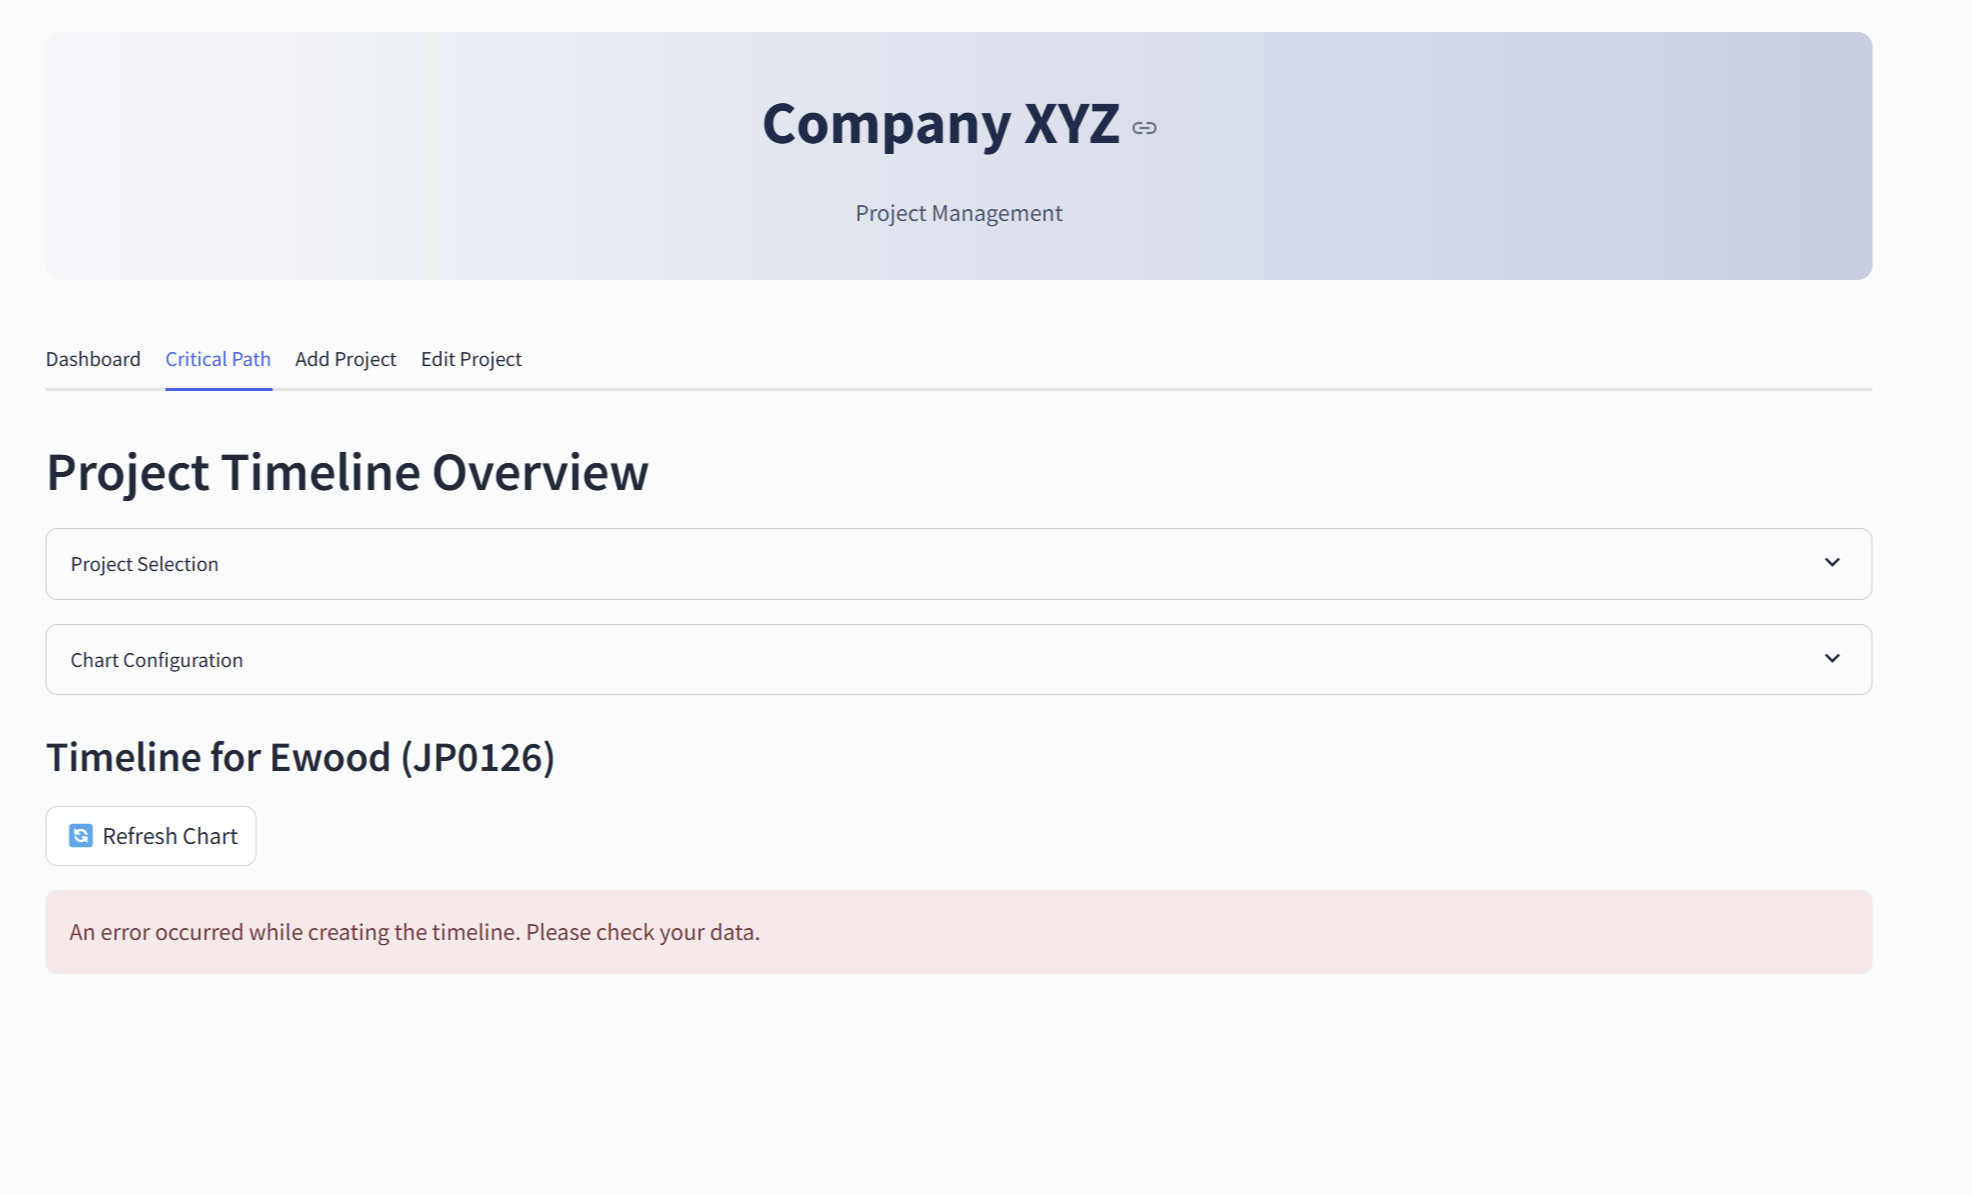 Company XYZ
Project Management
Dashboard Critical Path Add Project Edit Project
Project Timeline Overview
Project Selection
Chart Configuration
Timeline for Ewood (JP0126)
Refresh Chart
An error occurred while creating the timeline. Please check your data.